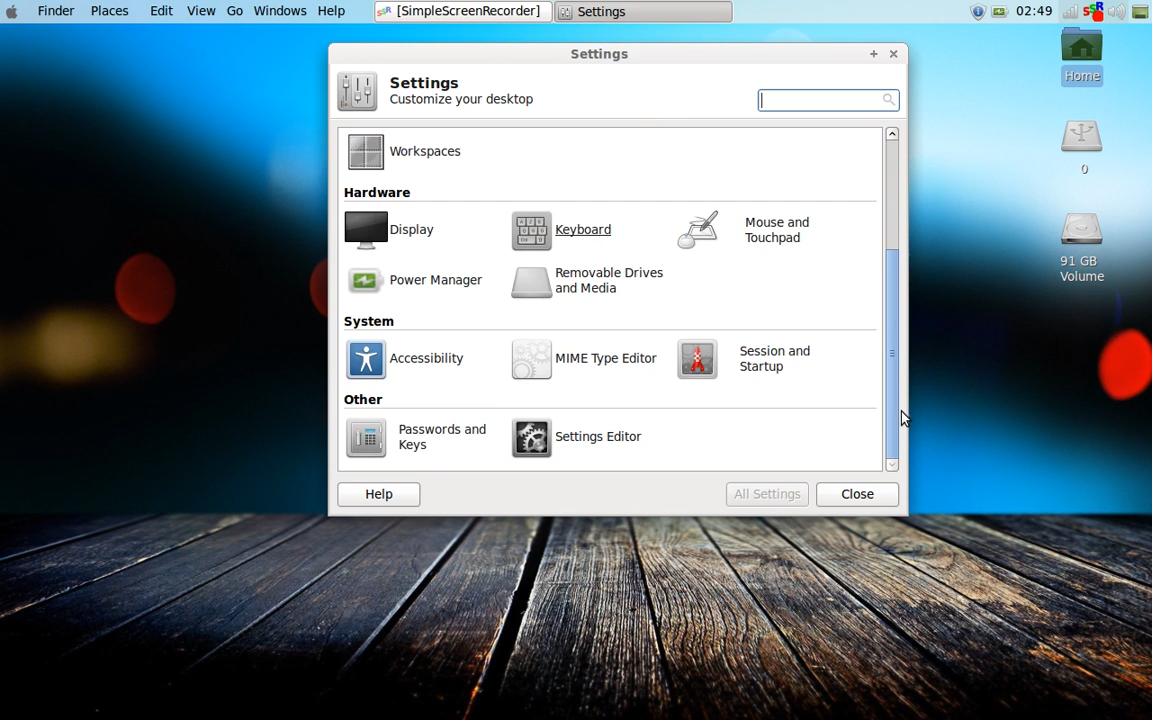 Finder Places Edit View Go Windows Help [SimpleScreenRecorder] Settings 02:49
Settings
Settings
Customize your desktop
Workspaces
Hardware
Display Keyboard Mouse and
Touchpad
Power Manager Removable Drives
and Media
System
Accessibility MIME Type Editor Session and
Startup
Other
Passwords and
Keys
Settings Editor
Help All Settings Close
Home
0
91 GB
Volume